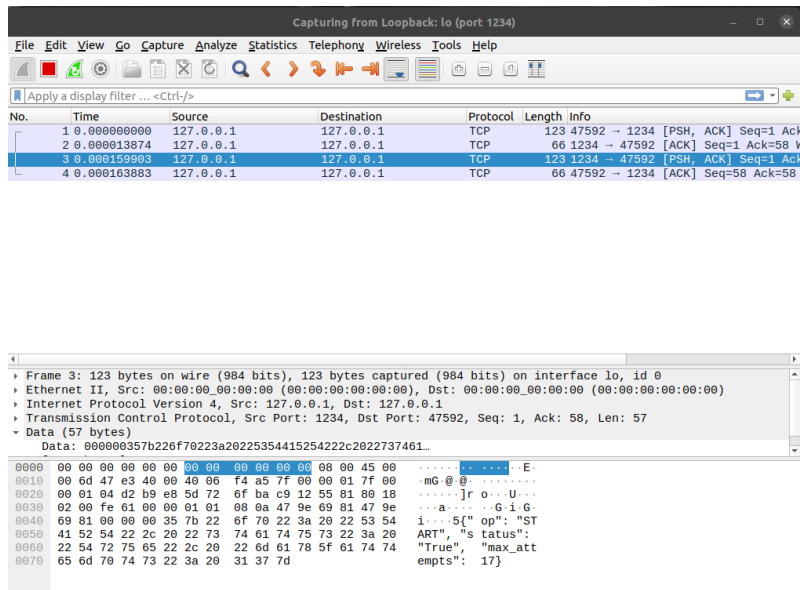 Capturing from Loopback: lo (port 1234)
File Edit View Go Capture Analyze Statistics Telephony Wireless Tools Help
Apply a display filter … <Ctrl-/>
No. Time Source Destination Protocol Length Info
1 0.000000000 127.0.0.1 127.0.0.1 TCP 123 47592 → 1234 [PSH, ACK] Seq=1 Ack
2 0.000013874 127.0.0.1 127.0.0.1 TCP 66 1234 → 47592 [ACK] Seq=1 Ack=58 W
3 0.000159903 127.0.0.1 127.0.0.1 TCP 123 1234 → 47592 [PSH, ACK] Seq=1 Ack
4 0.000163883 127.0.0.1 127.0.0.1 TCP 66 47592 → 1234 [ACK] Seq=58 Ack=58
Frame 3: 123 bytes on wire (984 bits), 123 bytes captured (984 bits) on interface lo, id 0
Ethernet II, Src: 00:00:00_00:00:00 (00:00:00:00:00:00), Dst: 00:00:00_00:00:00 (00:00:00:00:00:00)
Internet Protocol Version 4, Src: 127.0.0.1, Dst: 127.0.0.1
Transmission Control Protocol, Src Port: 1234, Dst Port: 47592, Seq: 1, Ack: 58, Len: 57
Data (57 bytes)
Data: 000000357b226f70223a20225354415254222c2022737461…
0000 00 00 00 00 00 00 00 00 00 00 00 00 08 00 45 00 ········ ······E·
0010 00 6d 47 e3 40 00 40 06 f4 a5 7f 00 00 01 7f 00 ·mG·@·@· ········
0020 00 01 04 d2 b9 e8 5d 72 6f ba c9 12 55 81 80 18 ······]r o···U···
0030 02 00 fe 61 00 00 01 01 08 0a 47 9e 69 81 47 9e ···a···· ··G·i·G·
0040 69 81 00 00 00 35 7b 22 6f 70 22 3a 20 22 53 54 i····5{" op": "ST
0050 41 52 54 22 2c 20 22 73 74 61 74 75 73 22 3a 20 ART", "s tatus":
0060 22 54 72 75 65 22 2c 20 22 6d 61 78 5f 61 74 74 "True", "max_att
0070 65 6d 70 74 73 22 3a 20 31 37 7d empts": 17}